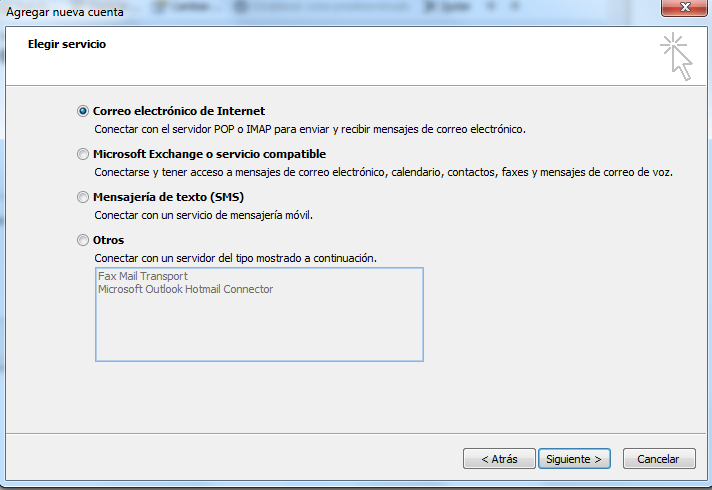 Agregar nueva cuenta
Elegir servicio
Correo electrónico de Internet
Conectar con el servidor POP o IMAP para enviar y recibir mensajes de correo electrónico.
Microsoft Exchange o servicio compatible
Conectarse y tener acceso a mensajes de correo electrónico, calendario, contactos, faxes y mensajes de correo de voz.
Mensajería de texto (SMS)
Conectar con un servicio de mensajería móvil.
Otros
Conectar con un servidor del tipo mostrado a continuación.
Fax Mail Transport
Microsoft Outlook Hotmail Connector
< Atrás Siguiente > Cancelar